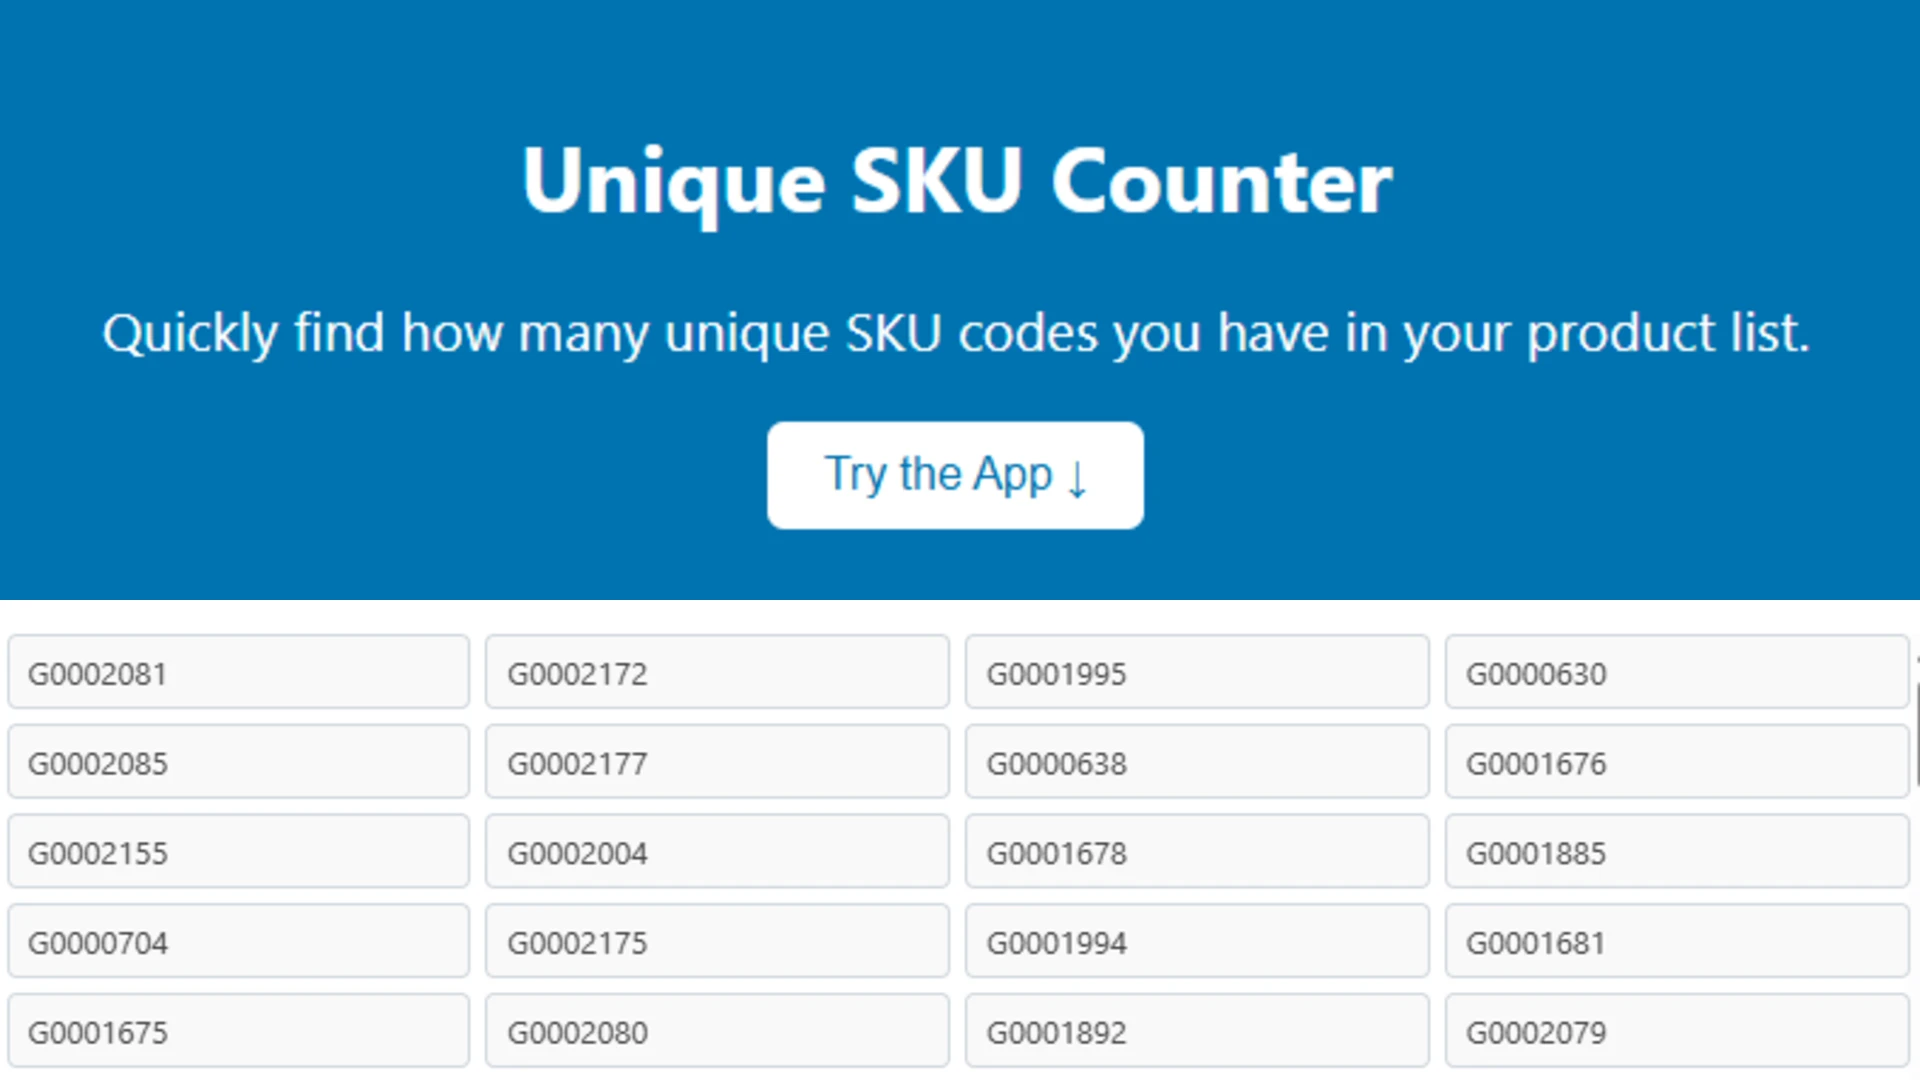 Unique SKU Counter
Quickly find how many unique SKU codes you have in your product list.
Try the App ↓
G0002081 G0002172 G0001995 G0000630
G0002085 G0002177 G0000638 G0001676
G0002155 G0002004 G0001678 G0001885
G0000704 G0002175 G0001994 G0001681
G0001675 G0002080 G0001892 G0002079